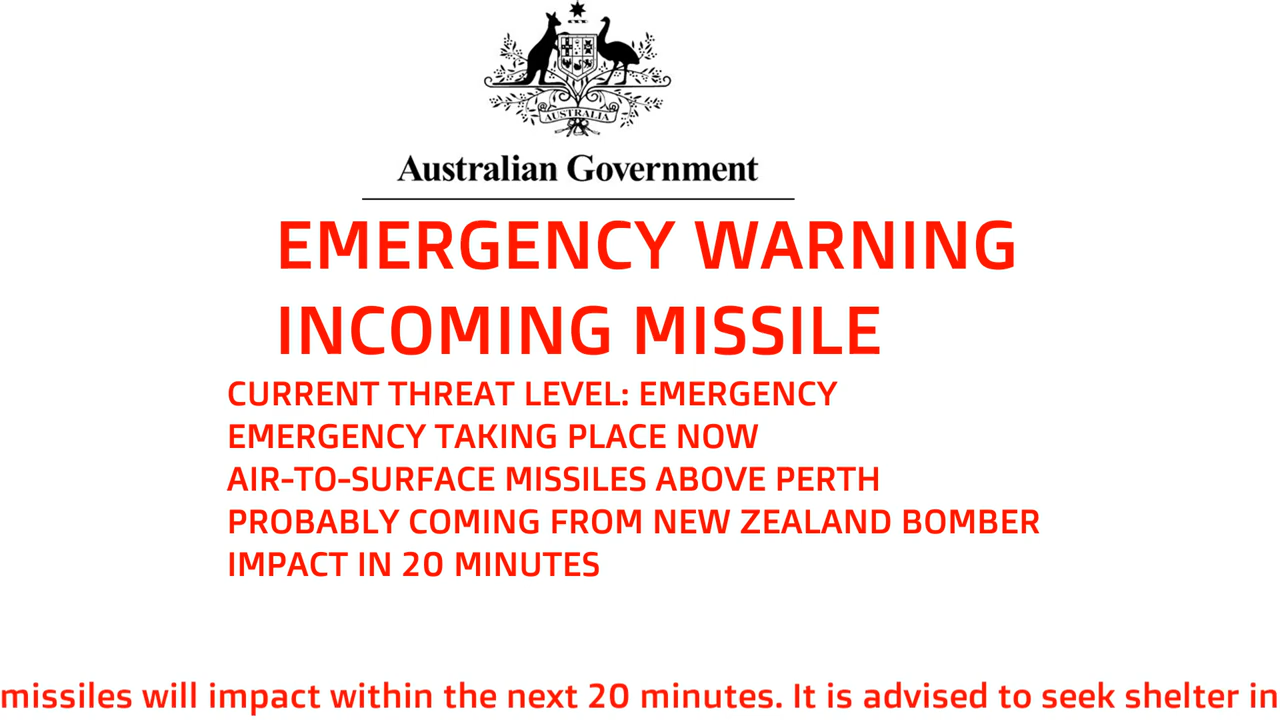 AUSTRALIA
Australian Government
EMERGENCY WARNING
INCOMING MISSILE
CURRENT THREAT LEVEL: EMERGENCY
EMERGENCY TAKING PLACE NOW
AIR-TO-SURFACE MISSILES ABOVE PERTH
PROBABLY COMING FROM NEW ZEALAND BOMBER
IMPACT IN 20 MINUTES
missiles will impact within the next 20 minutes. It is advised to seek shelter in